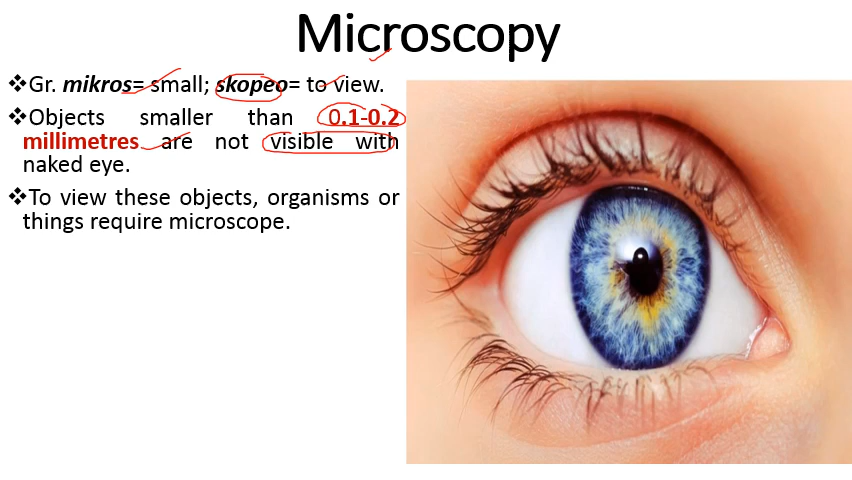 Microscopy
❖Gr. mikros= small; skopeo= to view.
❖Objects smaller than 0.1-0.2
millimetres are not visible with
naked eye.
❖To view these objects, organisms or
things require microscope.